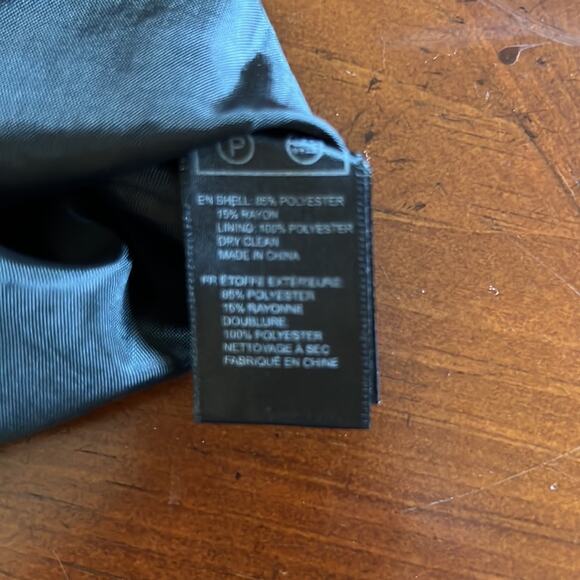 P
EN SHELL: 85% POLYESTER
15% RAYON
LINING: 100% POLYESTER
DRY CLEAN
MADE IN CHINA
FR ÉTOFFE EXTÉRIEURE:
85% POLYESTER
15% RAYONNE
DOUBLURE:
100% POLYESTER
NETTOYAGE À SEC
FABRIQUÉ EN CHINE